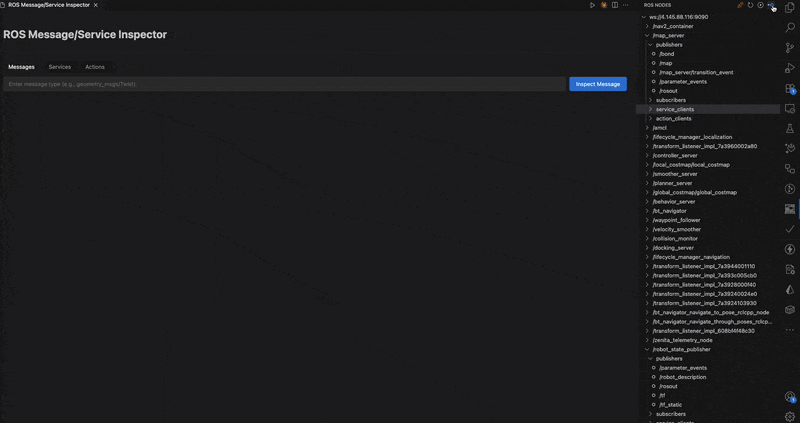 ROS Message/Service Inspector
ROS NODES
ROS Message/Service Inspector
Messages Services Actions
Enter message type (e.g., geometry_msgs/Twist)
Inspect Message
ws://4.145.88.116:9090
/nav2_container
/map_server
publishers
/bond
/map
/map_server/transition_event
/parameter_events
/rosout
subscribers
service_clients
action_clients
/amcl
/lifecycle_manager_localization
/transform_listener_impl_7a3960002a80
/controller_server
/local_costmap/local_costmap
/smoother_server
/planner_server
/global_costmap/global_costmap
/behavior_server
/bt_navigator
/waypoint_follower
/velocity_smoother
/collision_monitor
/docking_server
/lifecycle_manager_navigation
/transform_listener_impl_7a3944001110
/transform_listener_impl_7a393c005cb0
/transform_listener_impl_7a3928000f40
/transform_listener_impl_7a39240024e0
/transform_listener_impl_7a3924103930
/bt_navigator_navigate_to_pose_rclcpp_node
/bt_navigator_navigate_through_poses_rclcp...
/transform_listener_impl_608bf4f48c30
/zenita_telemetry_node
/robot_state_publisher
publishers
/parameter_events
/robot_description
/rosout
/tf
/tf_static
subscribers